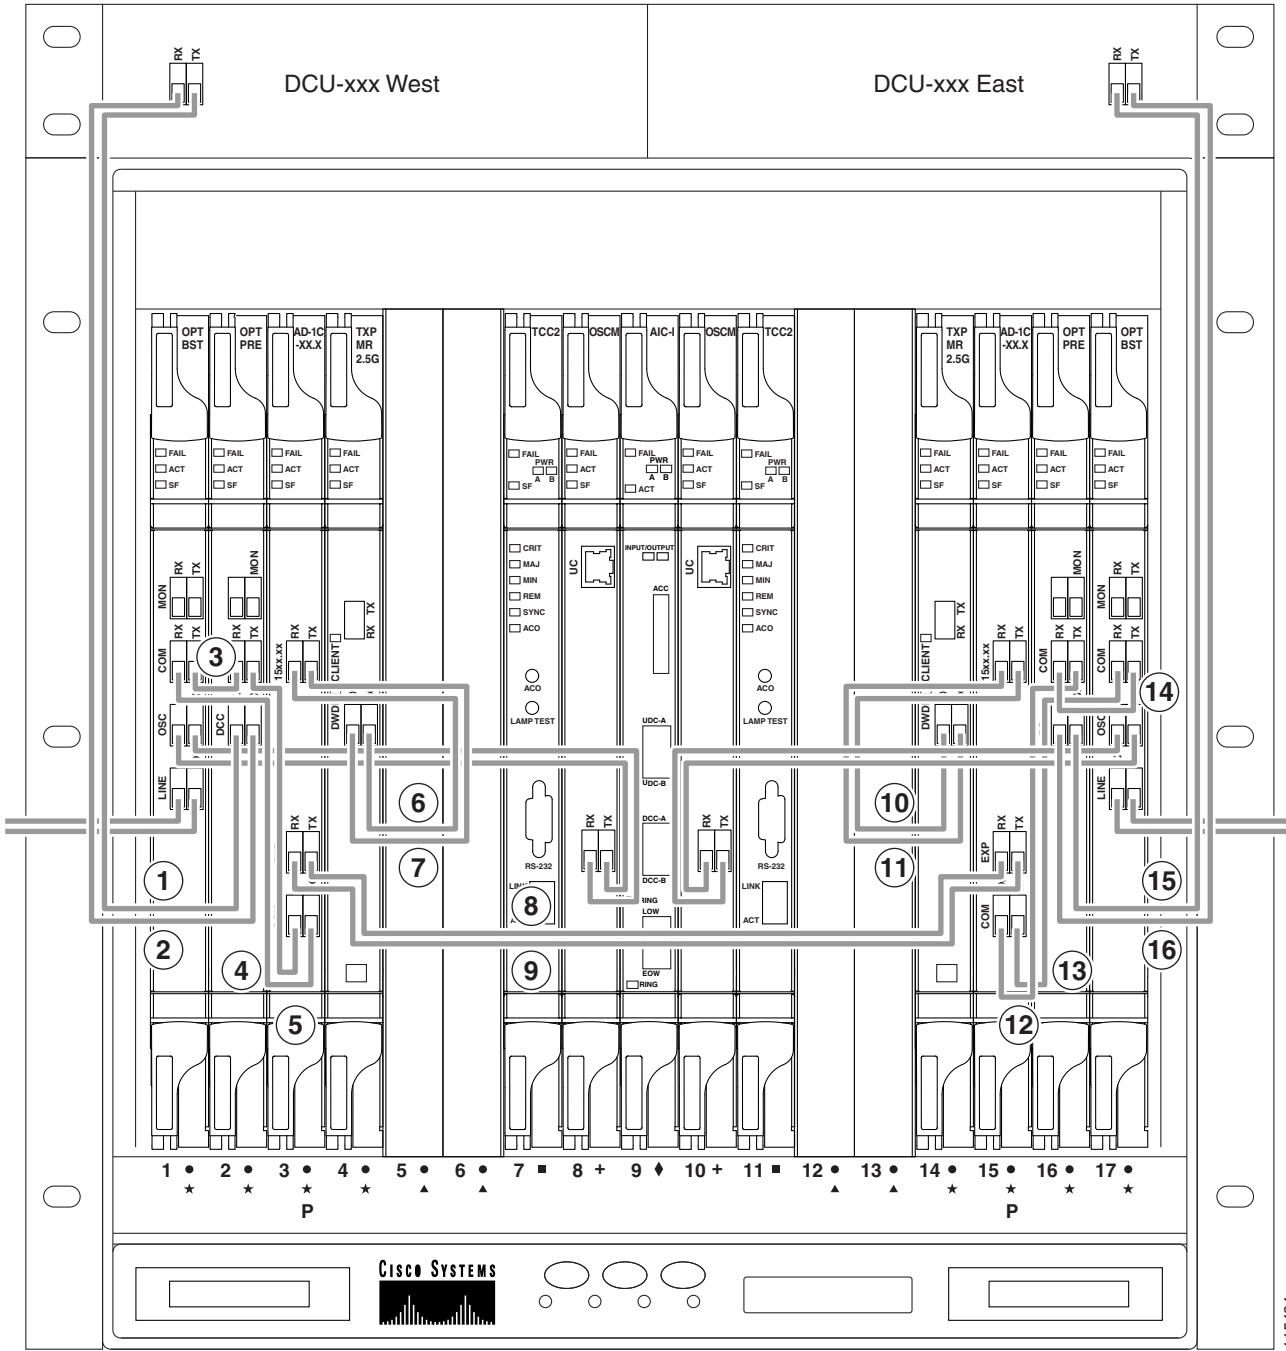 RX TX
DCU-xxx West
DCU-xxx East
RX TX
OPT BST
OPT PRE
AD-1C -XX.X
TXP MR 2.5G
TCC2
OSCM
AIC-I
OSCM
TCC2
TXP MR 2.5G
AD-1C -XX.X
OPT PRE
OPT BST
FAIL ACT SF
FAIL ACT SF
FAIL ACT SF
FAIL ACT SF
FAIL PWR A B SF
FAIL ACT SF
FAIL PWR A B ACT
FAIL ACT SF
FAIL PWR A B SF
FAIL ACT SF
FAIL ACT SF
FAIL ACT SF
FAIL ACT SF
MON RX TX
MON
CRIT MAJ MIN REM SYNC ACO
UC
INPUT/OUTPUT
ACC
UC
CRIT MAJ MIN REM SYNC ACO
MON
MON RX TX
COM RX TX
3
RX
15xx.xx RX TX
CLIENT RX TX
ACO
LAMP TEST
ACO
LAMP TEST
CLIENT RX TX
15xx.xx RX TX
COM RX TX
COM RX TX
14
OSC
DCC
DWD
UDC-A
UDC-B
DWD
OSC
LINE
6
7
10
11
LINE
RX TX
RS-232
RX TX
DCC-A
DCC-B
RX TX
RS-232
EXP RX TX
1
2
4
5
LINK
8
9
RING
LOW
EOW
RING
LINK
ACT
COM
12
13
15
16
1 2 3 4 5 6 7 8 9 10 11 12 13 14 15 16 17
P P
CISCO SYSTEMS